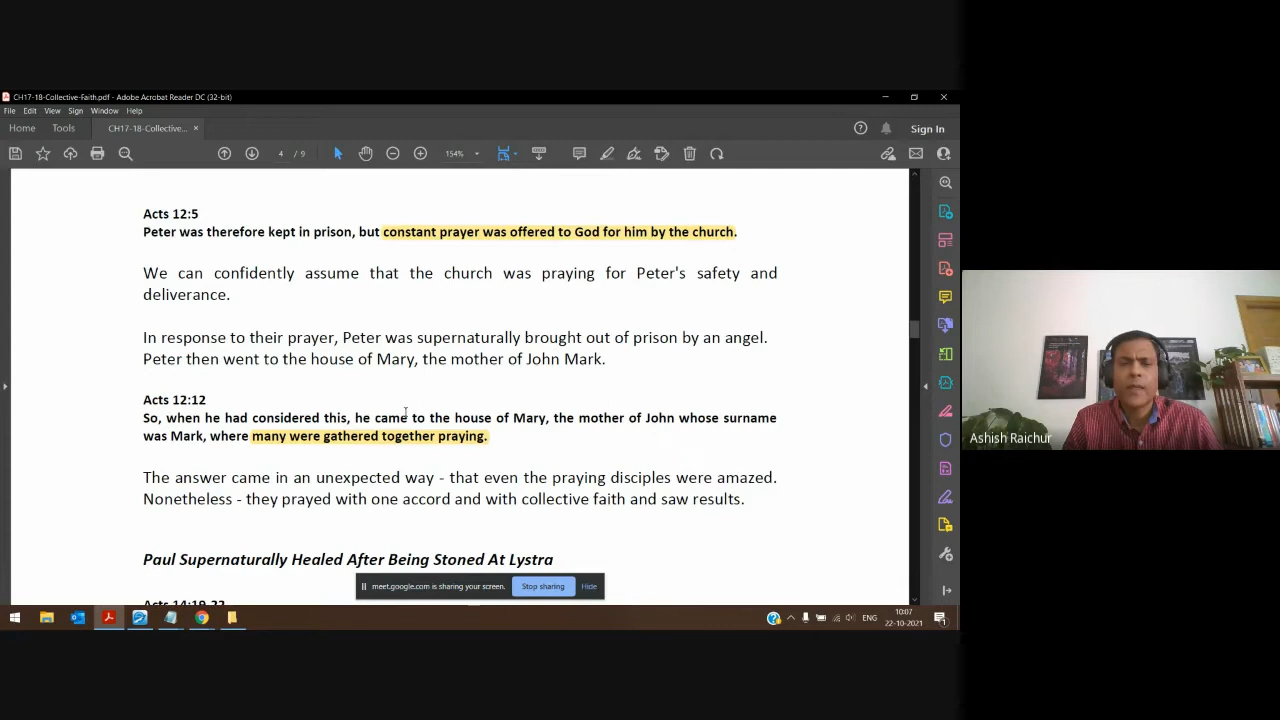 CH17-18-Collective-Faith.pdf - Adobe Acrobat Reader DC (32-bit)
File Edit View Sign Window Help
Home Tools CH17-18-Collective... × Sign In
4 / 9 154%
Acts 12:5
Peter was therefore kept in prison, but constant prayer was offered to God for him by the church.
We can confidently assume that the church was praying for Peter's safety and
deliverance.
In response to their prayer, Peter was supernaturally brought out of prison by an angel.
Peter then went to the house of Mary, the mother of John Mark.
Acts 12:12
So, when he had considered this, he came to the house of Mary, the mother of John whose surname
was Mark, where many were gathered together praying.
The answer came in an unexpected way - that even the praying disciples were amazed.
Nonetheless - they prayed with one accord and with collective faith and saw results.
Paul Supernaturally Healed After Being Stoned At Lystra
Acts 14:19-22
meet.google.com is sharing your screen. Stop sharing Hide
Ashish Raichur
ENG
10:07
22-10-2021